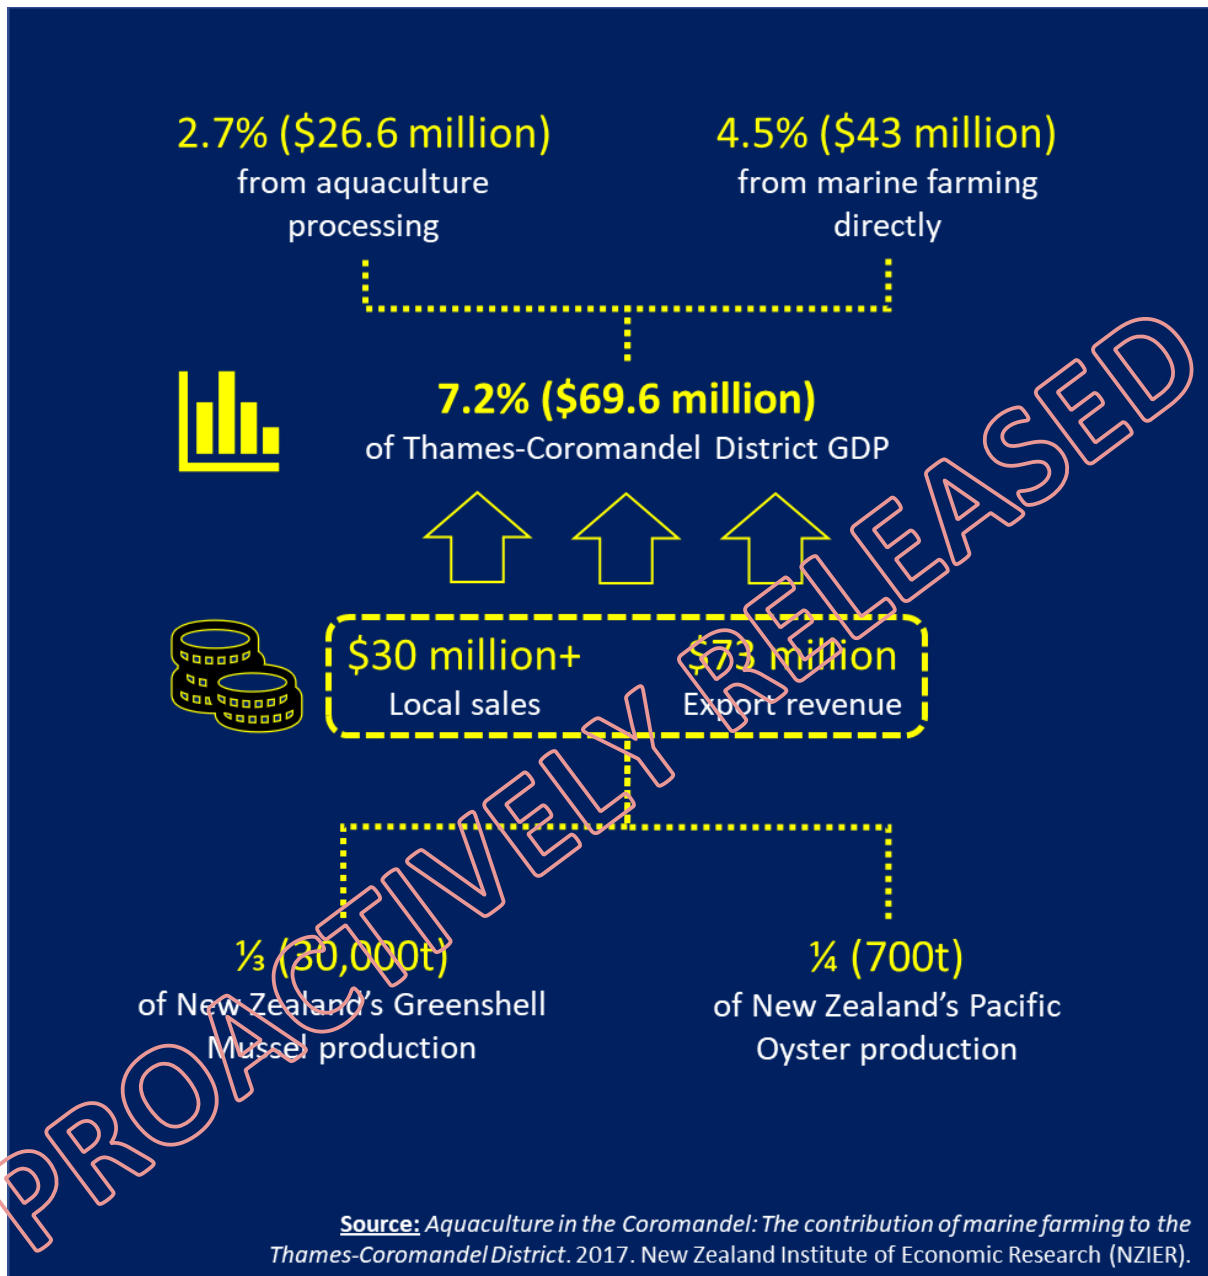 2.7% ($26.6 million)
from aquaculture
processing
4.5% ($43 million)
from marine farming
directly
7.2% ($69.6 million)
of Thames-Coromandel District GDP
$30 million+
Local sales
$73 million
Export revenue
⅓ (30,000t)
of New Zealand’s Greenshell
Mussel production
¼ (700t)
of New Zealand’s Pacific
Oyster production
PROACTIVELY RELEASED
Source: Aquaculture in the Coromandel: The contribution of marine farming to the
Thames-Coromandel District. 2017. New Zealand Institute of Economic Research (NZIER).